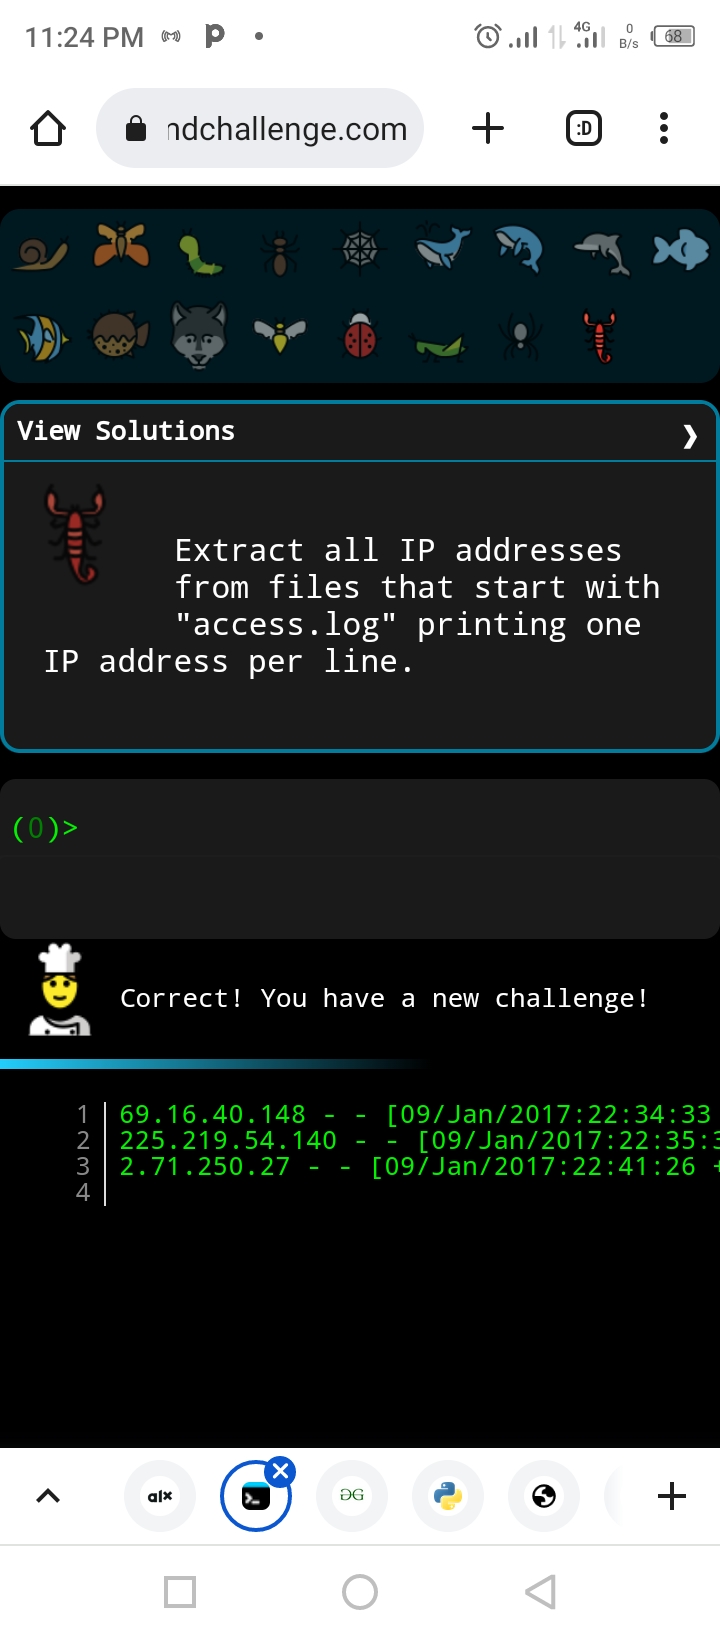 11:24 PM
4G
0
B/s
68
ndchallenge.com
:D
View Solutions
Extract all IP addresses
from files that start with
"access.log" printing one
IP address per line.
(0)>
Correct! You have a new challenge!
1 69.16.40.148 - - [09/Jan/2017:22:34:33
2 225.219.54.140 - - [09/Jan/2017:22:35:3
3 2.71.250.27 - - [09/Jan/2017:22:41:26 +
4
alx